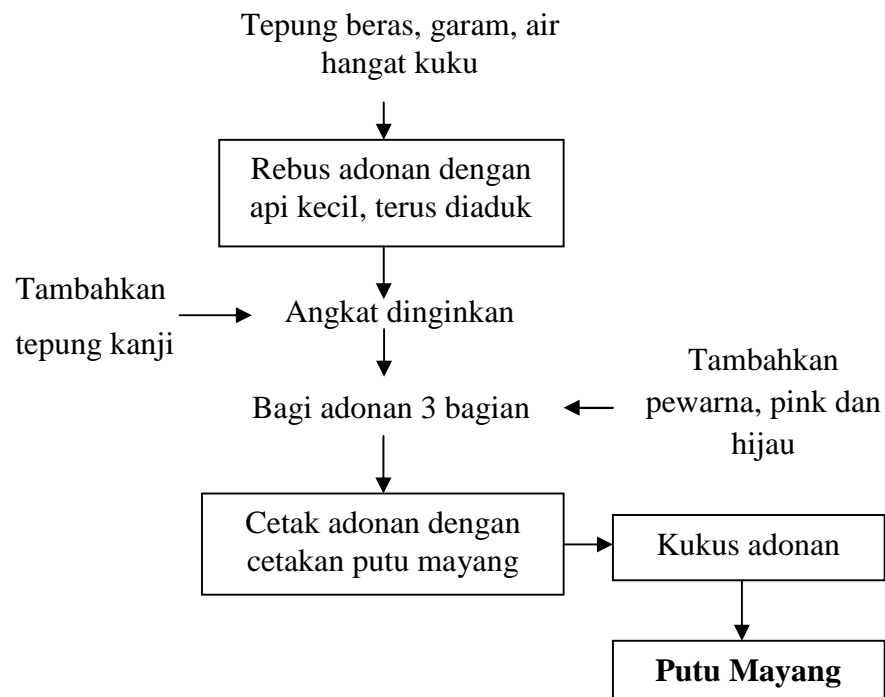 Tepung beras, garam, air
hangat kuku
Rebus adonan dengan
api kecil, terus diaduk
Tambahkan
tepung kanji
Angkat dinginkan
Bagi adonan 3 bagian
Tambahkan
pewarna, pink dan
hijau
Cetak adonan dengan
cetakan putu mayang
Kukus adonan
Putu Mayang